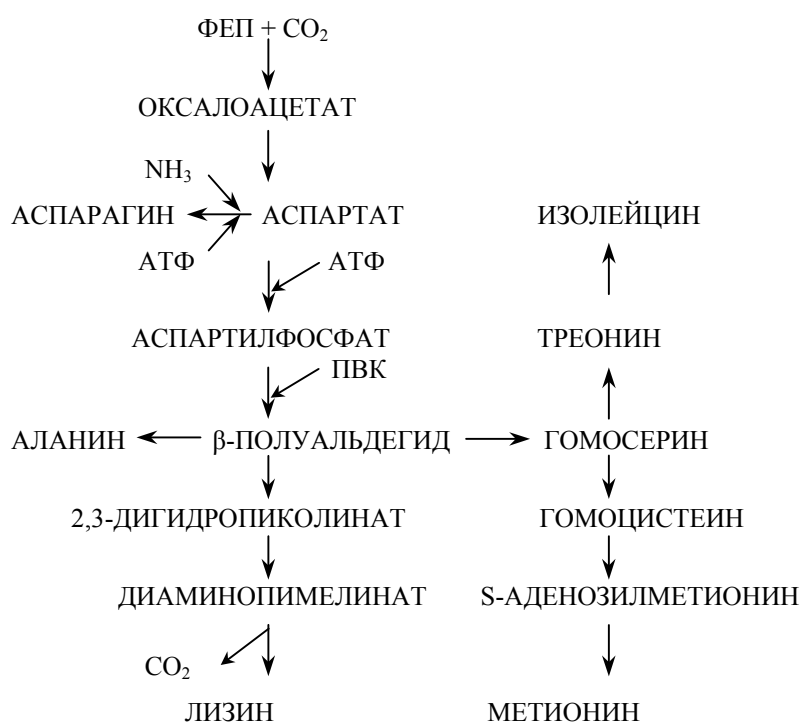 ФЕП + CO₂
ОКСАЛОАЦЕТАТ
NH₃
АСПАРАГИН АСПАРТАТ ИЗОЛЕЙЦИН
АТФ АТФ
АСПАРТИЛФОСФАТ ТРЕОНИН
ПВК
АЛАНИН β-ПОЛУАЛЬДЕГИД ГОМОСЕРИН
2,3-ДИГИДРОПИКОЛИНАТ ГОМОЦИСТЕИН
ДИАМИНОПИМЕЛИНАТ S-АДЕНОЗИЛМЕТИОНИН
CO₂
ЛИЗИН МЕТИОНИН